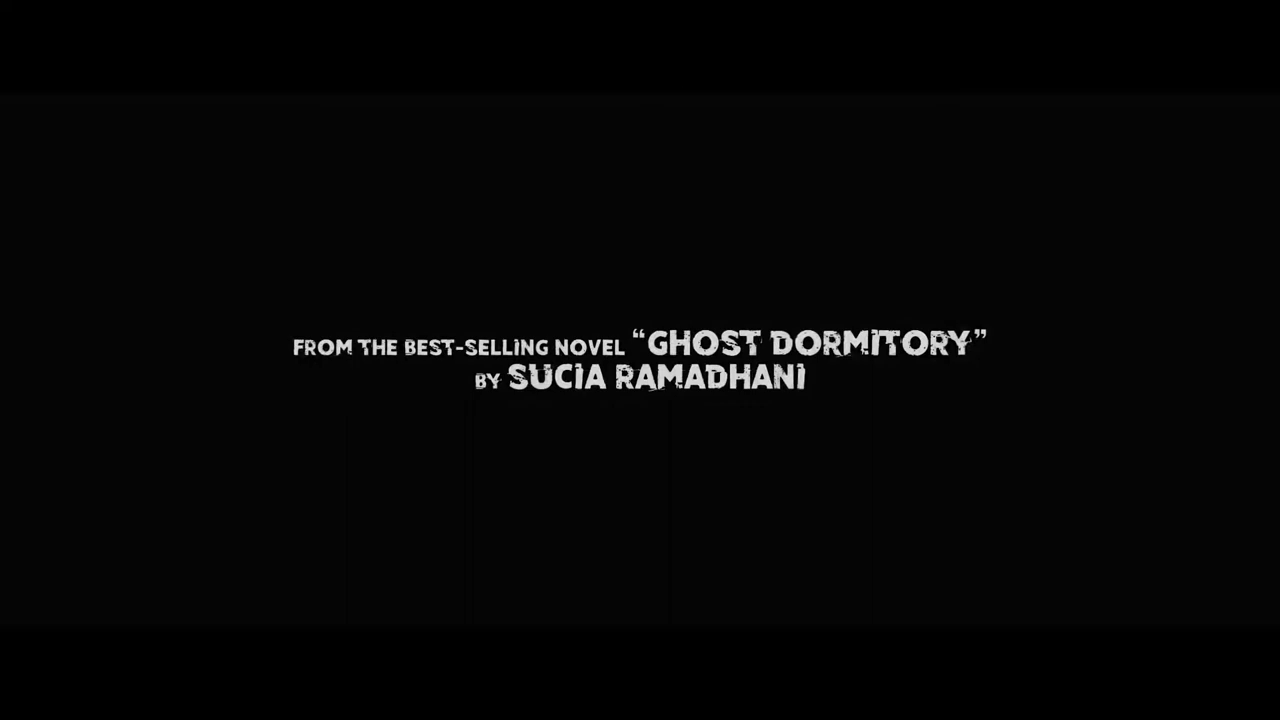 FROM THE BEST-SELLING NOVEL “GHOST DORMITORY”
BY SUCIA RAMADHANI